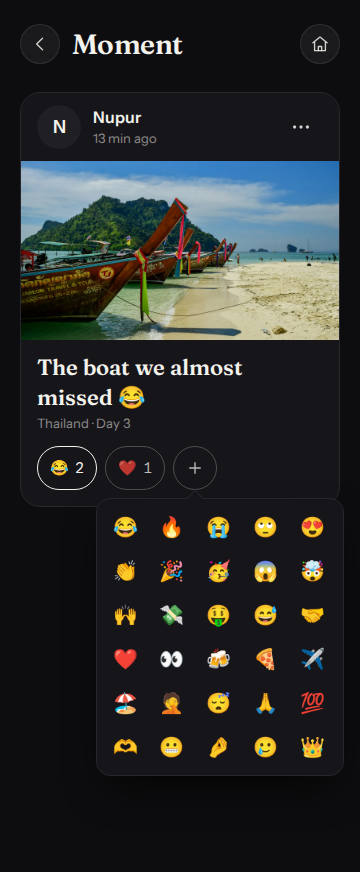 Moment
N
Nupur
13 min ago
The boat we almost
missed 😂
Thailand · Day 3
😂 2
❤️ 1
+
😂 🔥 😭 🙄 😍
👏 🎉 🥳 😱 🤯
🙌 💸 🤑 😅 🤝
❤️ 👀 🍻 🍕 ✈️
🏖️ 🤦 😴 🙏 💯
🫶 😬 🤌 🥲 👑